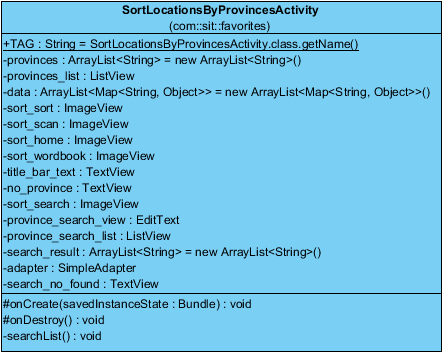 SortLocationsByProvincesActivity
(com::sit::favorites)
+TAG : String = SortLocationsByProvincesActivity.class.getName()
-provinces : ArrayList<String> = new ArrayList<String>()
-provinces_list : ListView
-data : ArrayList<Map<String, Object>> = new ArrayList<Map<String, Object>>()
-sort_sort : ImageView
-sort_scan : ImageView
-sort_home : ImageView
-sort_wordbook : ImageView
-title_bar_text : TextView
-no_province : TextView
-sort_search : ImageView
-province_search_view : EditText
-province_search_list : ListView
-search_result : ArrayList<String> = new ArrayList<String>()
-adapter : SimpleAdapter
-search_no_found : TextView
#onCreate(savedInstanceState : Bundle) : void
#onDestroy() : void
-searchList() : void